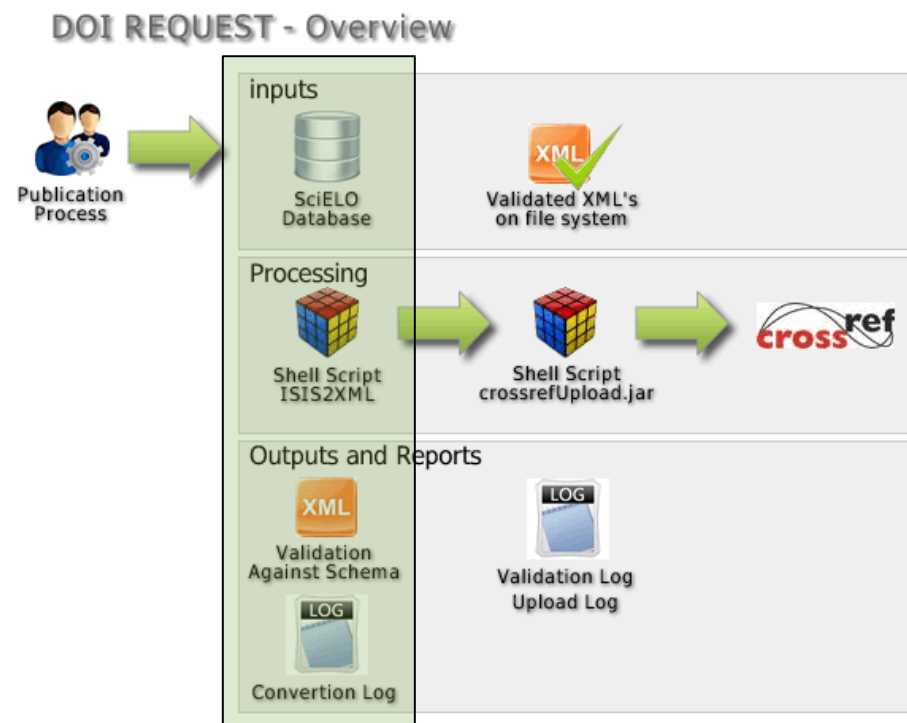 DOI REQUEST - Overview
Publication
Process
inputs
SciELO
Database
XML
Validated XML's
on file system
Processing
Shell Script
ISIS2XML
Shell Script
crossrefUpload.jar
crossref
Outputs and Reports
XML
Validation
Against Schema
LOG
Convertion Log
LOG
Validation Log
Upload Log